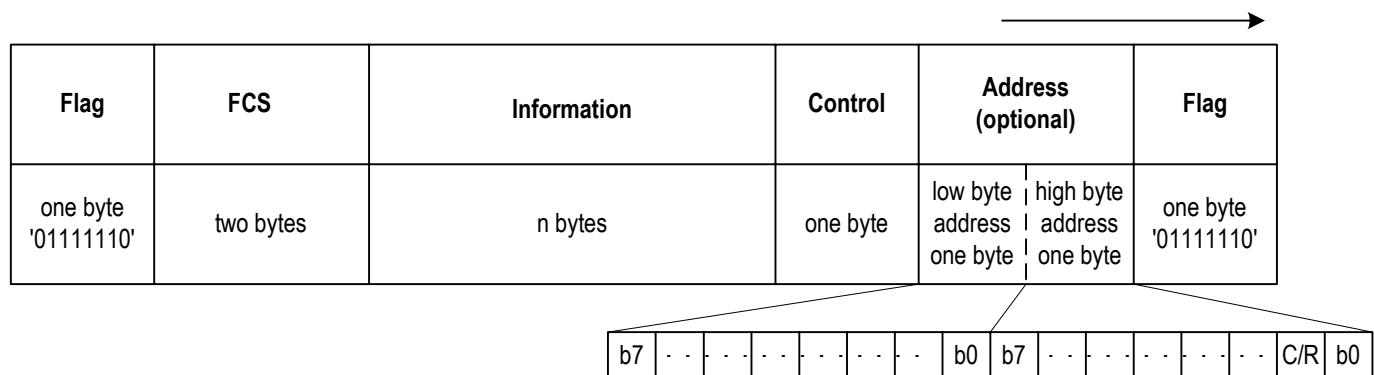 Flag FCS Information Control Address (optional) Flag
one byte '01111110'
two bytes
n bytes
one byte
low byte address one byte
high byte address one byte
one byte '01111110'
b7 b0 b7 C/R b0